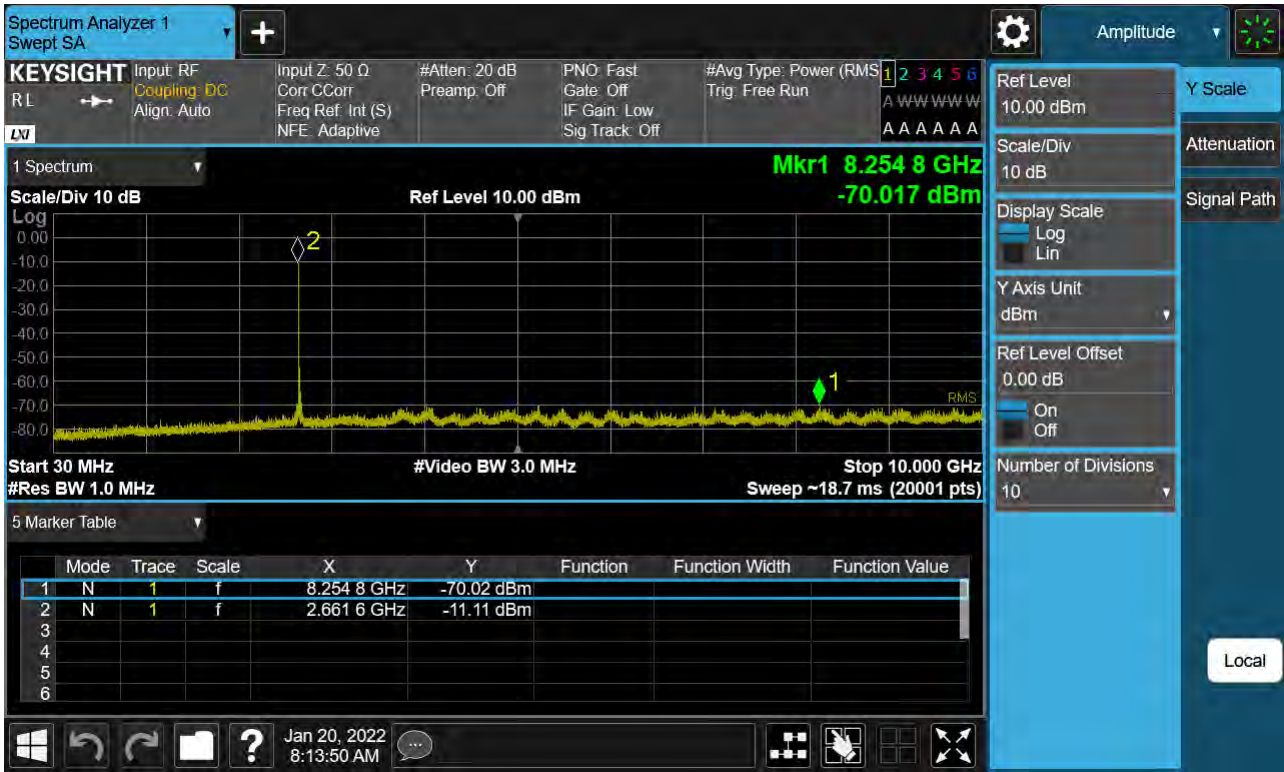 Spectrum Analyzer 1
Swept SA
+
Amplitude
KEYSIGHT
RL
LXI
Input: RF
Coupling: DC
Align: Auto
Input Z: 50 Ω
Corr CCorr
Freq Ref: Int (S)
NFE: Adaptive
#Atten: 20 dB
Preamp: Off
PNO: Fast
Gate: Off
IF Gain: Low
Sig Track: Off
#Avg Type: Power (RMS
Trig: Free Run
1 2 3 4 5 6
A W W W W W
A A A A A A
1 Spectrum
Mkr1 8.254 8 GHz
-70.017 dBm
Scale/Div 10 dB
Ref Level 10.00 dBm
Log
0.00
-10.0
-20.0
-30.0
-40.0
-50.0
-60.0
-70.0
-80.0
2
1
RMS
Start 30 MHz
#Video BW 3.0 MHz
Stop 10.000 GHz
#Res BW 1.0 MHz
Sweep ~18.7 ms (20001 pts)
5 Marker Table
Mode Trace Scale X Y Function Function Width Function Value
1 N 1 f 8.254 8 GHz -70.02 dBm
2 N 1 f 2.661 6 GHz -11.11 dBm
3
4
5
6
Ref Level
10.00 dBm
Scale/Div
10 dB
Display Scale
Log
Lin
Y Axis Unit
dBm
Ref Level Offset
0.00 dB
On
Off
Number of Divisions
10
Y Scale
Attenuation
Signal Path
Local
?
Jan 20, 2022
8:13:50 AM